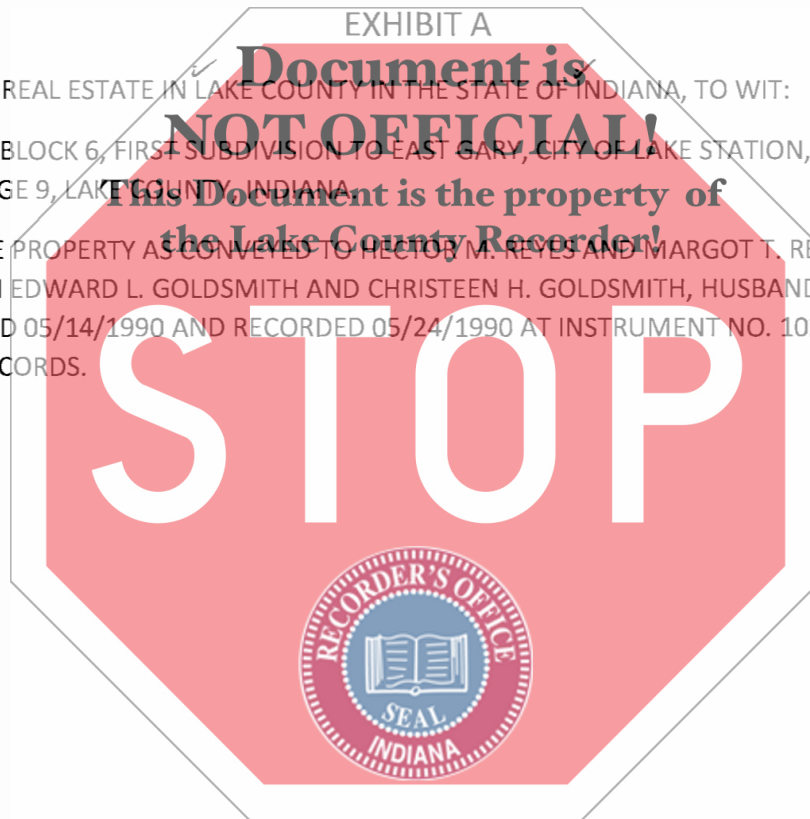 EXHIBIT A
Document is
REAL ESTATE IN LAKE COUNTY IN THE STATE OF INDIANA, TO WIT:
NOT OFFICIAL!
BLOCK 6, FIRST SUBDIVISION TO EAST GARY, CITY OF LAKE STATION,
This Document is the property of
GE 9, LAKE COUNTY, INDIANA.
the Lake County Recorder!
PROPERTY AS CONVEYED TO HECTOR M. REYES AND MARGOT T. RE
EDWARD L. GOLDSMITH AND CHRISTEEN H. GOLDSMITH, HUSBAND
D 05/14/1990 AND RECORDED 05/24/1990 AT INSTRUMENT NO. 10
CORDS.
STOP
RECORDER'S OFFICE
SEAL
INDIANA